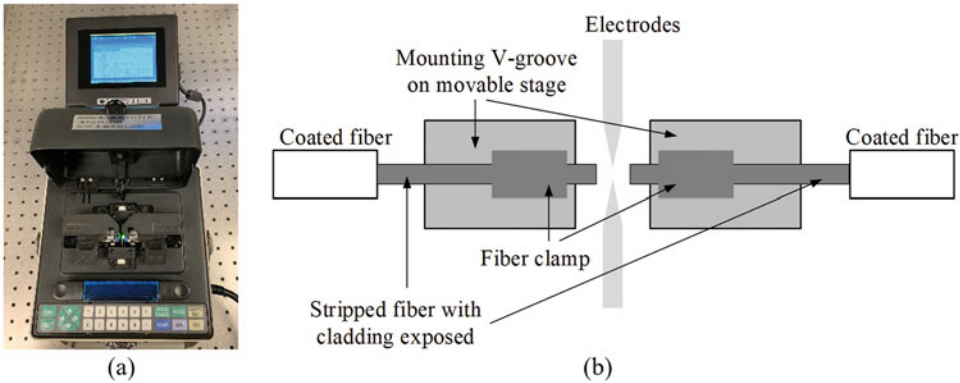 Electrodes
Mounting V-groove
on movable stage
Coated fiber
Coated fiber
Fiber clamp
Stripped fiber with
cladding exposed
(a)
(b)